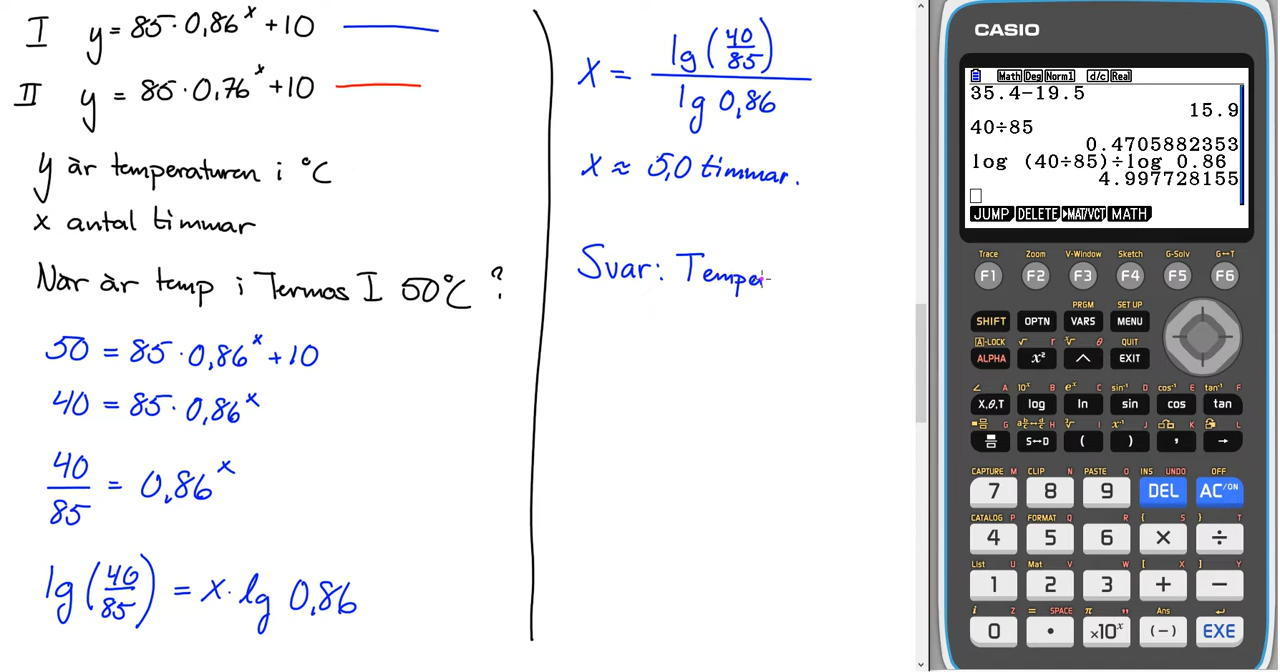 I y = 85 · 0,86^x + 10
II y = 85 · 0,76^x + 10
y är temperaturen i °C
x antal timmar
När är temp i Termos I 50°C ?
50 = 85 · 0,86^x + 10
40 = 85 · 0,86^x
40/85 = 0,86^x
lg (40/85) = x · lg 0,86
x = lg (40/85) / lg 0,86
x ≈ 5,0 timmar.
Svar: Temper
CASIO
Math Deg Norm1 d/c Real
35.4−19.5
15.9
40÷85
0.4705882353
log (40÷85)÷log 0.86
4.997728155
JUMP DELETE ▶MAT/VCT MATH
Trace Zoom V-Window Sketch G-Solv G↔T
F1 F2 F3 F4 F5 F6
PRGM SET UP
SHIFT OPTN VARS MENU
A-LOCK √ r ˣ√ θ QUIT
ALPHA x² ^ EXIT
∠ A 10ˣ B eˣ C sin⁻¹ D cos⁻¹ E tan⁻¹ F
X,θ,T log ln sin cos tan
G a b/c↔d/c H ³√ I x⁻¹ J K L
S↔D ( ) , →
CAPTURE M CLIP N PASTE O INS UNDO OFF
7 8 9 DEL AC/ON
CATALOG P FORMAT Q R { S } T
4 5 6 × ÷
List U Mat V W [ X ] Y
1 2 3 + −
i Z = SPACE π " Ans ↵
0 • ×10ˣ (−) EXE